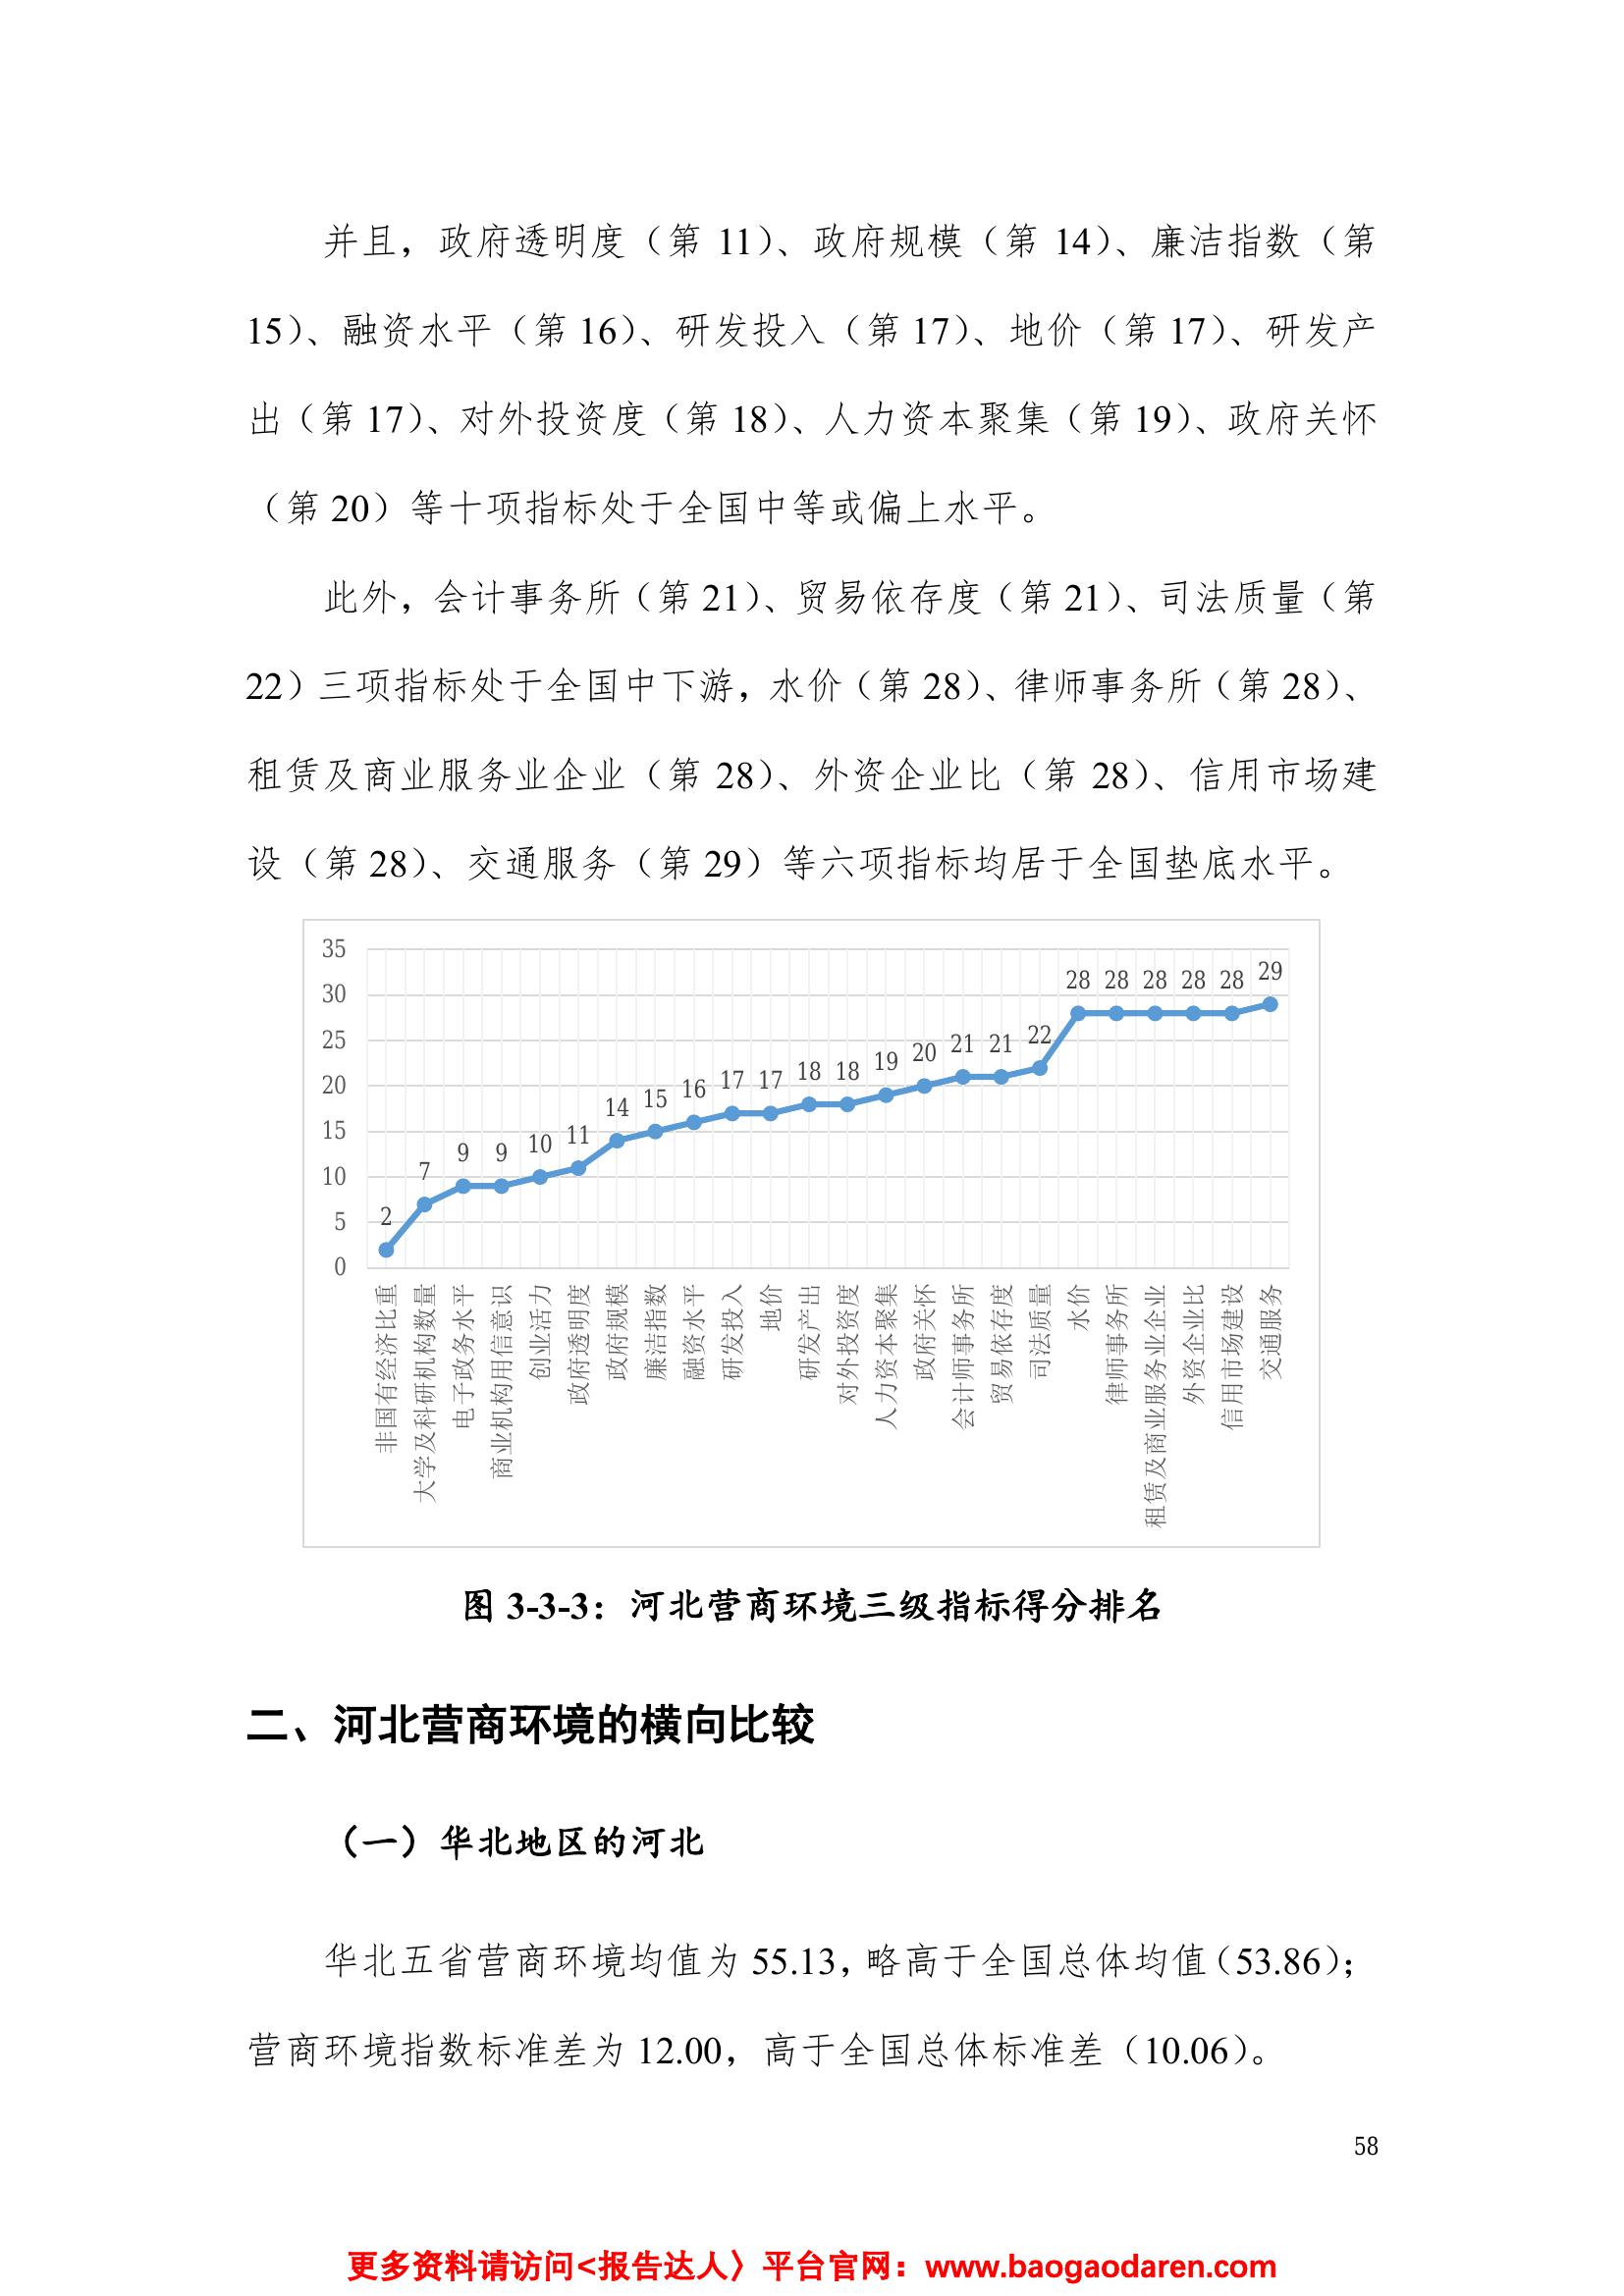 并且，政府透明度（第 11）、政府规模（第 14）、廉洁指数（第
15）、融资水平（第 16）、研发投入（第 17）、地价（第 17）、研发产
出（第 17）、对外投资度（第 18）、人力资本聚集（第 19）、政府关怀
（第 20）等十项指标处于全国中等或偏上水平。
此外，会计事务所（第 21）、贸易依存度（第 21）、司法质量（第
22）三项指标处于全国中下游，水价（第 28）、律师事务所（第 28）、
租赁及商业服务业企业（第 28）、外资企业比（第 28）、信用市场建
设（第 28）、交通服务（第 29）等六项指标均居于全国垫底水平。
35
30
25
20
15
10
5
0
2
7
9
9
10
11
14
15
16
17
17
18
18
19
20
21
21
22
28
28
28
28
28
29
非国有经济比重
大学及科研机构数量
电子政务水平
商业机构用信意识
创业活力
政府透明度
政府规模
廉洁指数
融资水平
研发投入
地价
研发产出
对外投资度
人力资本聚集
政府关怀
会计师事务所
贸易依存度
司法质量
水价
律师事务所
租赁及商业服务业企业
外资企业比
信用市场建设
交通服务
图 3-3-3：河北营商环境三级指标得分排名
二、河北营商环境的横向比较
（一）华北地区的河北
华北五省营商环境均值为 55.13，略高于全国总体均值（53.86）；
营商环境指数标准差为 12.00，高于全国总体标准差（10.06）。
58
更多资料请访问<报告达人〉平台官网：www.baogaodaren.com